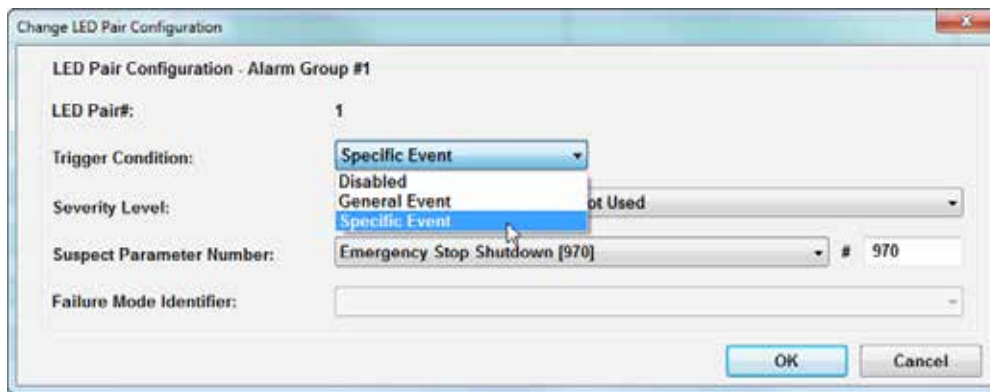 Change LED Pair Configuration
LED Pair Configuration - Alarm Group #1
LED Pair#: 1
Trigger Condition: Specific Event
Disabled
General Event
Specific Event
Severity Level: ot Used
Suspect Parameter Number: Emergency Stop Shutdown [970] # 970
Failure Mode Identifier:
OK Cancel